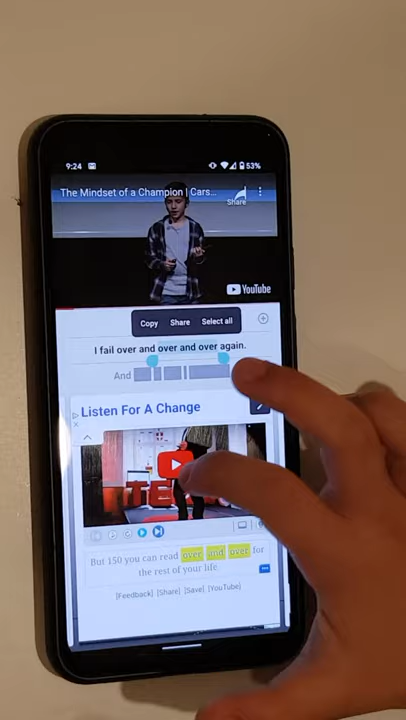 9:24 53%
The Mindset of a Champion | Cars...
Share
YouTube
Copy Share Select all
I fail over and over and over again.
And
Listen For A Change
TE
But 150 you can read over and over for
the rest of your life
|Feedback| |Share| |Save| |YouTube|